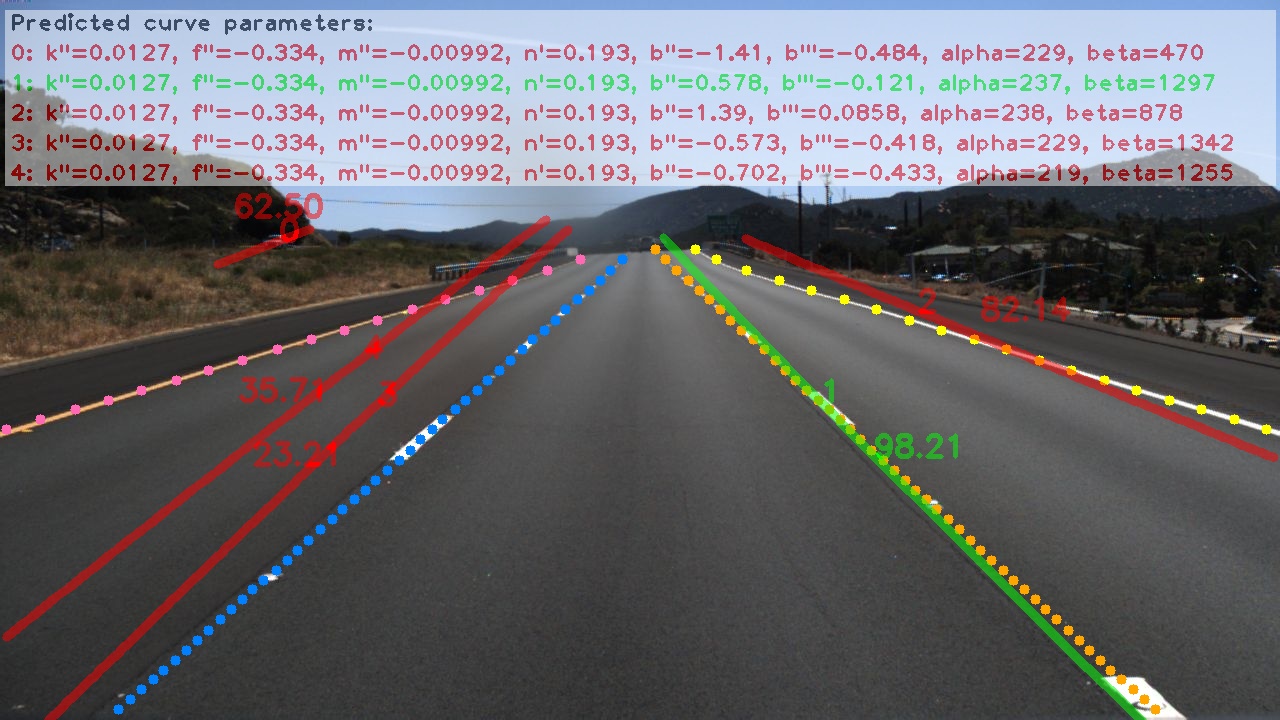 Predicted curve parameters:
0: k''=0.0127, f''=-0.334, m''=-0.00992, n'=0.193, b''=-1.41, b'''=-0.484, alpha=229, beta=470
1: k''=0.0127, f''=-0.334, m''=-0.00992, n'=0.193, b''=0.578, b'''=-0.121, alpha=237, beta=1297
2: k''=0.0127, f''=-0.334, m''=-0.00992, n'=0.193, b''=1.39, b'''=0.0858, alpha=238, beta=878
3: k''=0.0127, f''=-0.334, m''=-0.00992, n'=0.193, b''=-0.573, b'''=-0.418, alpha=229, beta=1342
4: k''=0.0127, f''=-0.334, m''=-0.00992, n'=0.193, b''=-0.702, b'''=-0.433, alpha=219, beta=1255
62.50
0
2 82.14
4
35.71
3
1
23.21
98.21